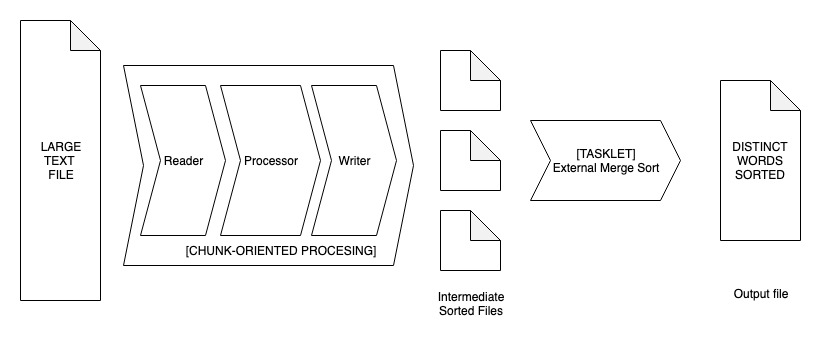 LARGE
TEXT
FILE
Reader
Processor
Writer
[CHUNK-ORIENTED PROCESING]
Intermediate
Sorted Files
[TASKLET]
External Merge Sort
DISTINCT
WORDS
SORTED
Output file